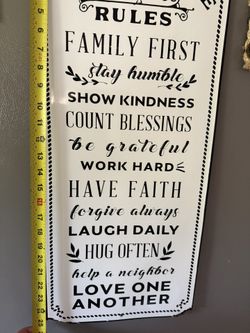 RULES
FAMILY FIRST
stay humble
SHOW KINDNESS
COUNT BLESSINGS
be grateful
WORK HARD
HAVE FAITH
forgive always
LAUGH DAILY
HUG OFTEN
help a neighbor
LOVE ONE
ANOTHER